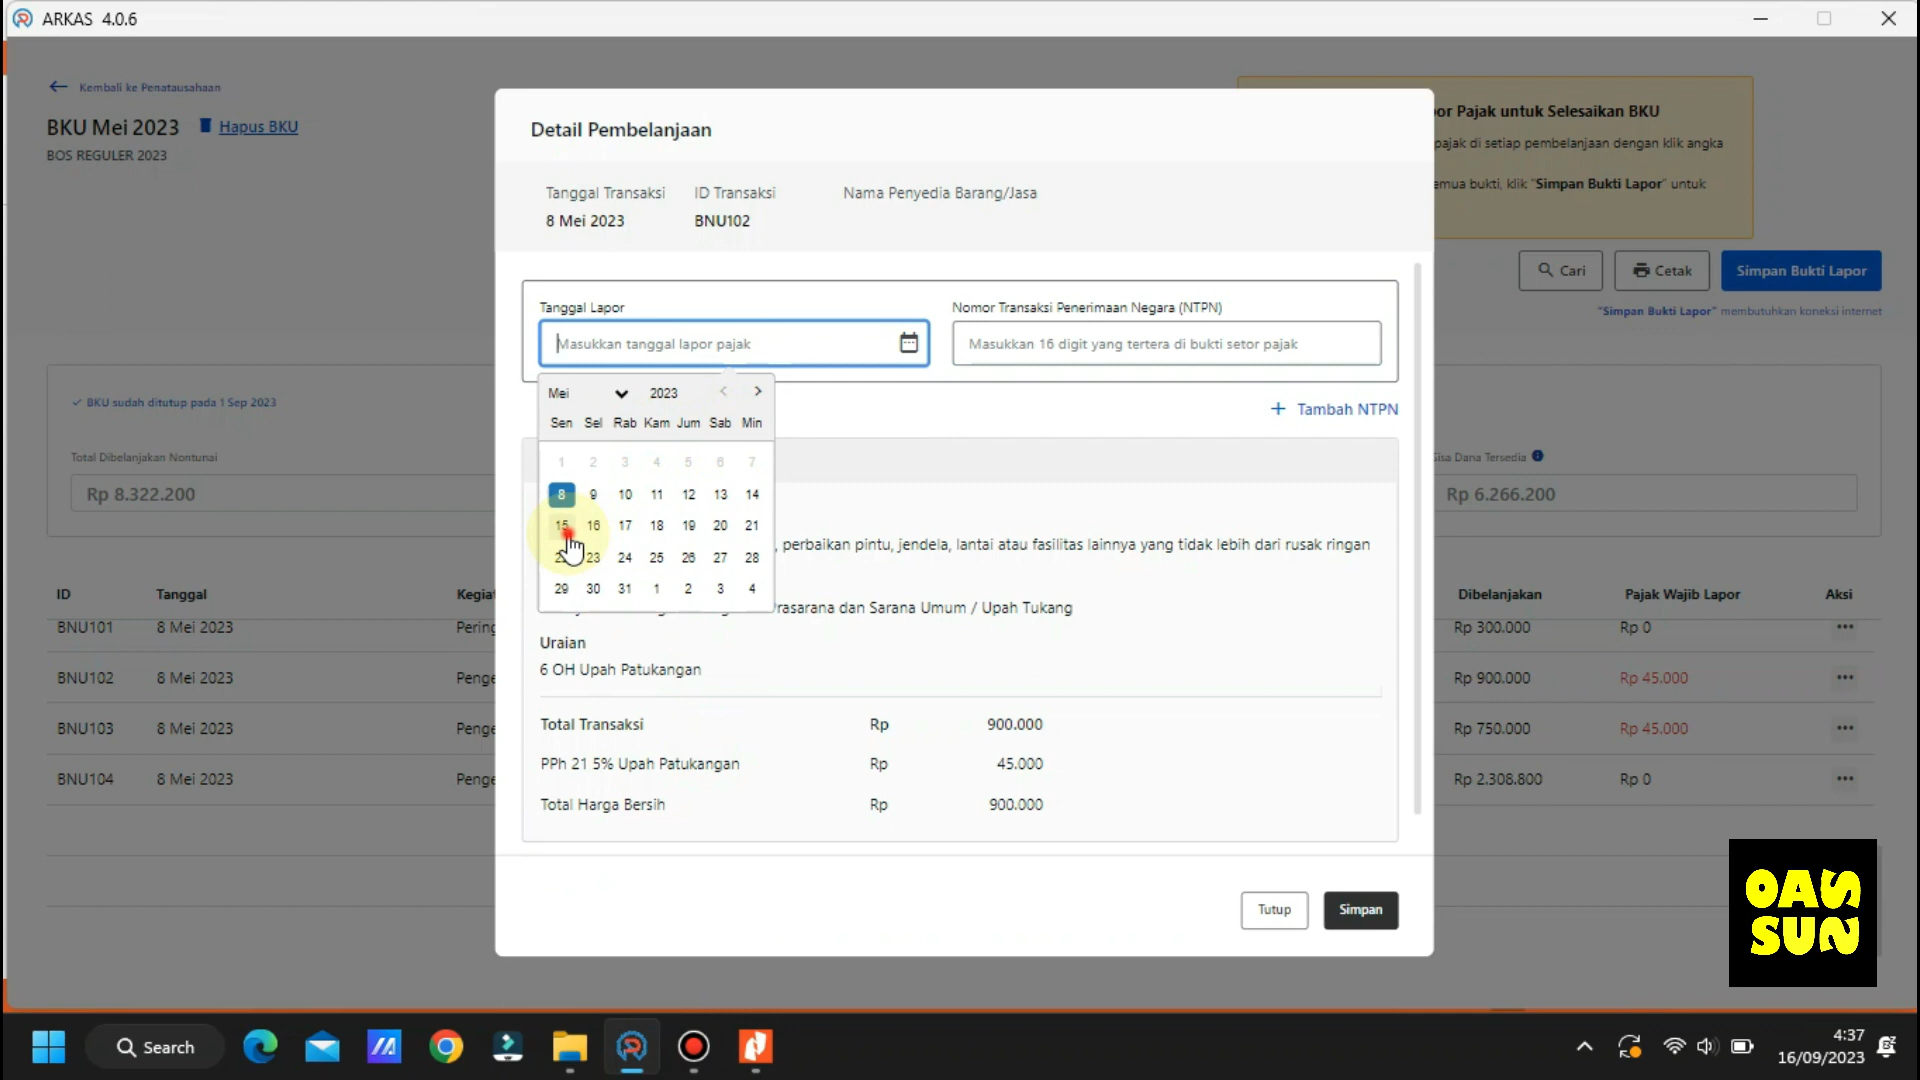 ARKAS 4.0.6
Kembali ke Penatausahaan
BKU Mei 2023 Hapus BKU
BOS REGULER 2023
por Pajak untuk Selesaikan BKU
pajak di setiap pembelanjaan dengan klik angka
emua bukti, klik "Simpan Bukti Lapor" untuk
Cari
Cetak
Simpan Bukti Lapor
"Simpan Bukti Lapor" membutuhkan koneksi internet
BKU sudah ditutup pada 1 Sep 2023
Total Dibelanjakan Nontunai
Rp 8.322.200
Sisa Dana Tersedia
Rp 6.266.200
Detail Pembelanjaan
Tanggal Transaksi ID Transaksi Nama Penyedia Barang/Jasa
8 Mei 2023 BNU102
Tanggal Lapor Nomor Transaksi Penerimaan Negara (NTPN)
Masukkan tanggal lapor pajak Masukkan 16 digit yang tertera di bukti setor pajak
+ Tambah NTPN
Mei 2023 < >
Sen Sel Rab Kam Jum Sab Min
1 2 3 4 5 6 7
8 9 10 11 12 13 14
15 16 17 18 19 20 21
22 23 24 25 26 27 28
29 30 31 1 2 3 4
, perbaikan pintu, jendela, lantai atau fasilitas lainnya yang tidak lebih dari rusak ringan
Prasarana dan Sarana Umum / Upah Tukang
Uraian
6 OH Upah Patukangan
Total Transaksi Rp 900.000
PPh 21 5% Upah Patukangan Rp 45.000
Total Harga Bersih Rp 900.000
Tutup
Simpan
ID Tanggal Kegiat Dibelanjakan Pajak Wajib Lapor Aksi
BNU101 8 Mei 2023 Pering Rp 300.000 Rp 0 •••
BNU102 8 Mei 2023 Penge Rp 900.000 Rp 45.000 •••
BNU103 8 Mei 2023 Penge Rp 750.000 Rp 45.000 •••
BNU104 8 Mei 2023 Penge Rp 2.308.800 Rp 0 •••
OAS
SUN
Search
4:37
16/09/2023